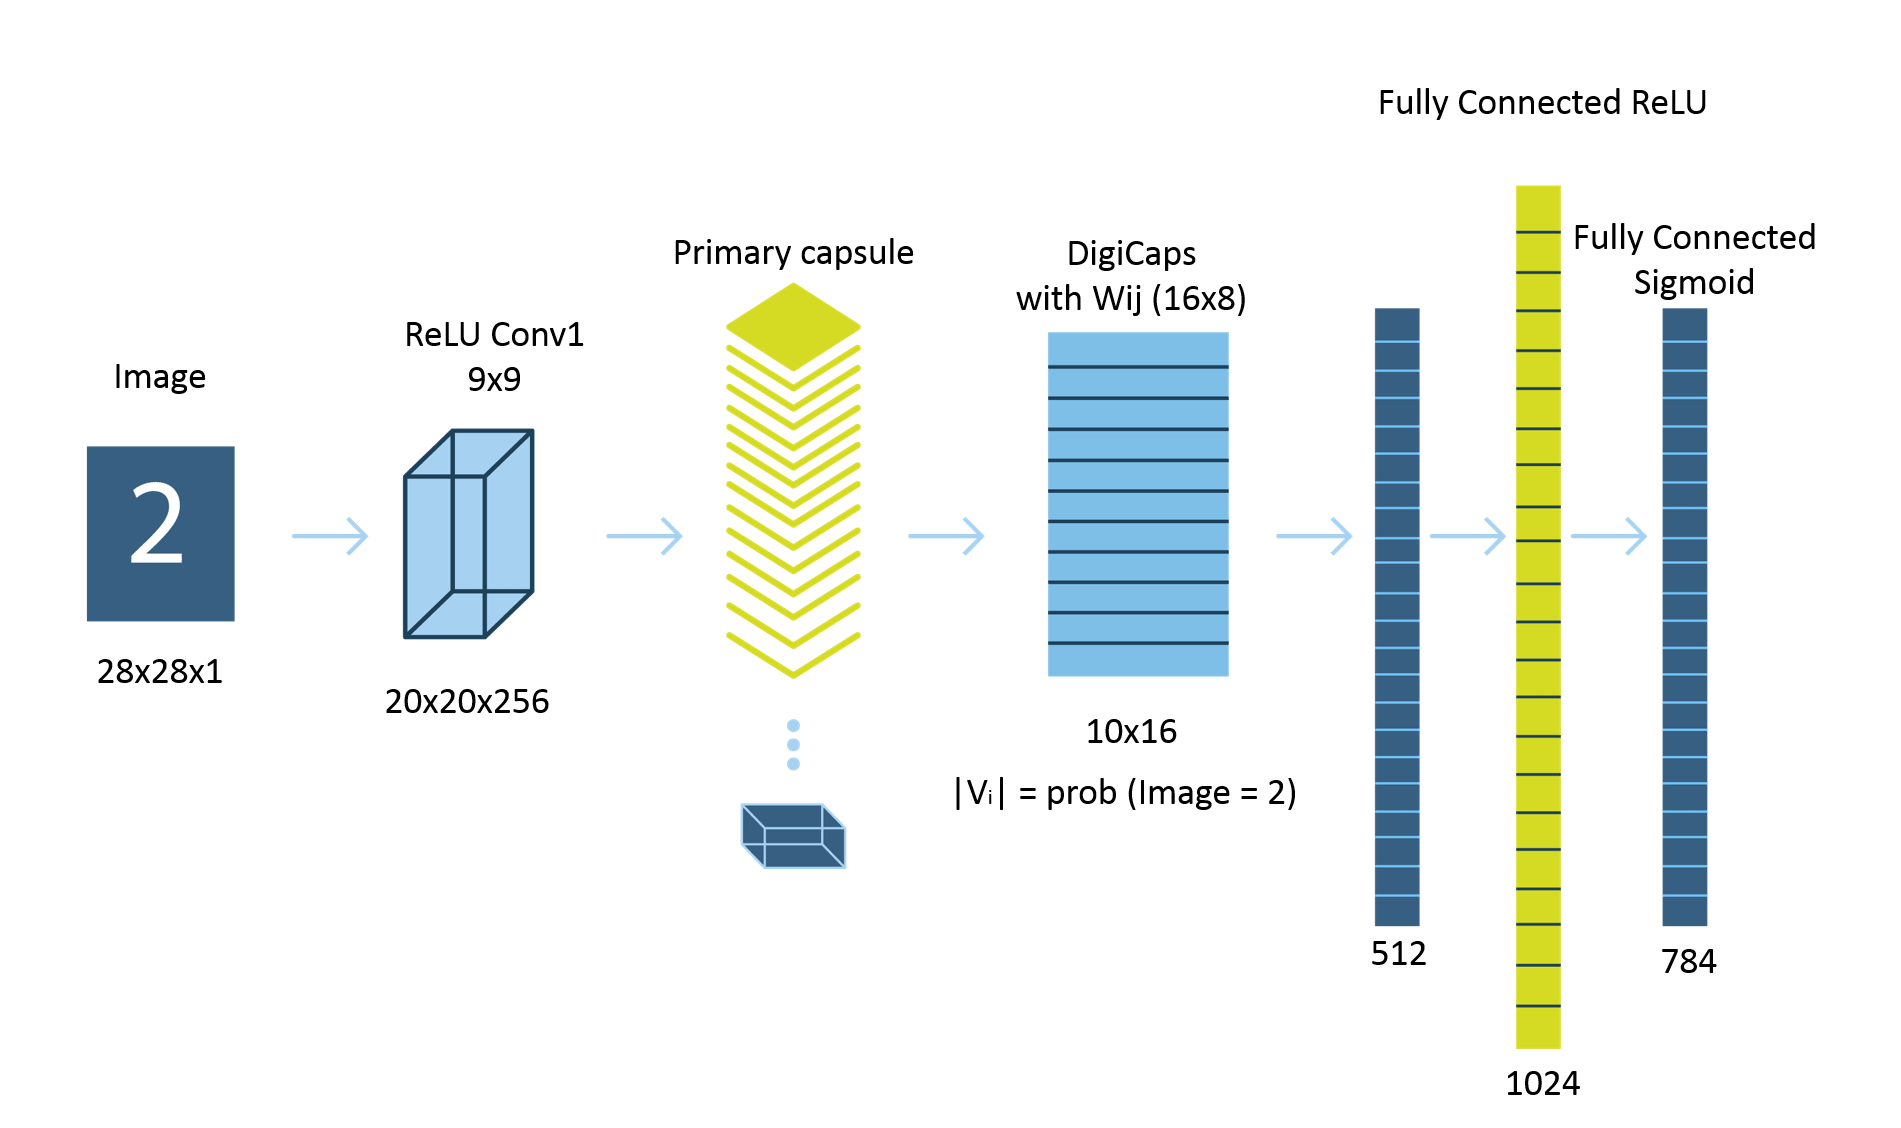 Image
2
28x28x1
ReLU Conv1
9x9
20x20x256
Primary capsule
DigiCaps
with Wij (16x8)
10x16
|Vᵢ| = prob (Image = 2)
Fully Connected ReLU
512
1024
Fully Connected
Sigmoid
784